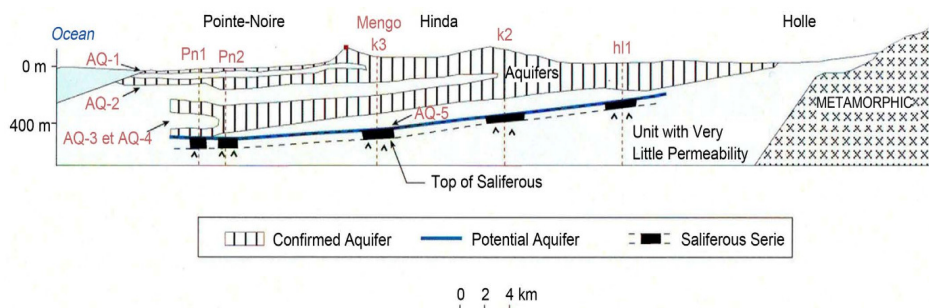 Pointe-Noire Mengo Hinda Holle
Ocean
AQ-1 Pn1 Pn2 k3 k2 hl1
0 m
Aquifers
AQ-2
METAMORPHIC
AQ-5
400 m
AQ-3 et AQ-4
Unit with Very
Little Permeability
Top of Saliferous
Confirmed Aquifer Potential Aquifer Saliferous Serie
0 2 4 km